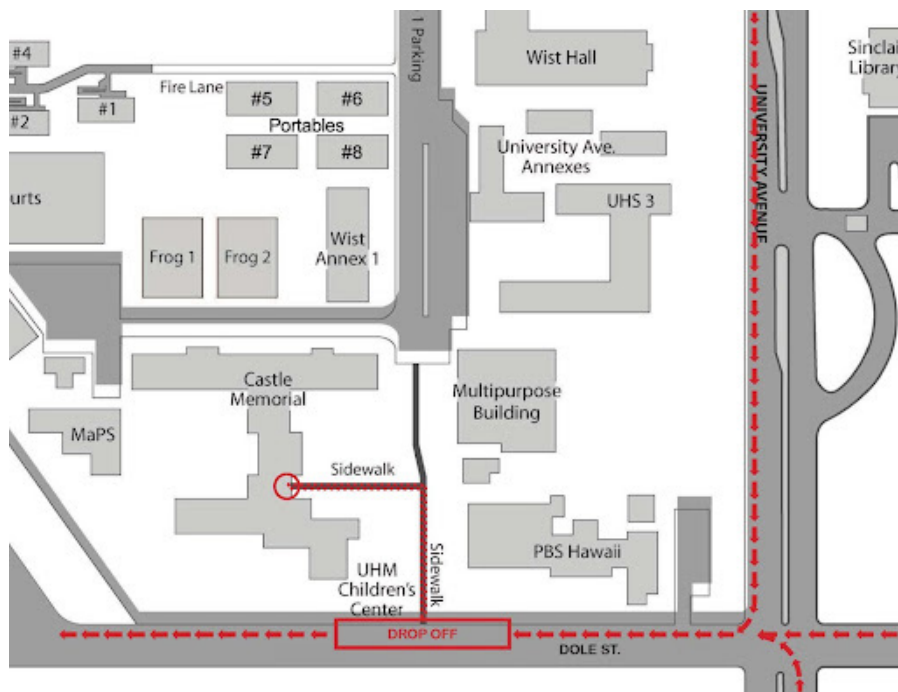 #4
#2
#1
Fire Lane
#5
#6
Portables
#7
#8
1 Parking
Wist Hall
Sinclai
Library
University Ave.
Annexes
UHS 3
UNIVERSITY AVENUE
urts
Frog 1
Frog 2
Wist
Annex 1
Castle
Memorial
Multipurpose
Building
MaPS
Sidewalk
Sidewalk
PBS Hawaii
UHM
Children's
Center
DROP OFF
DOLE ST.